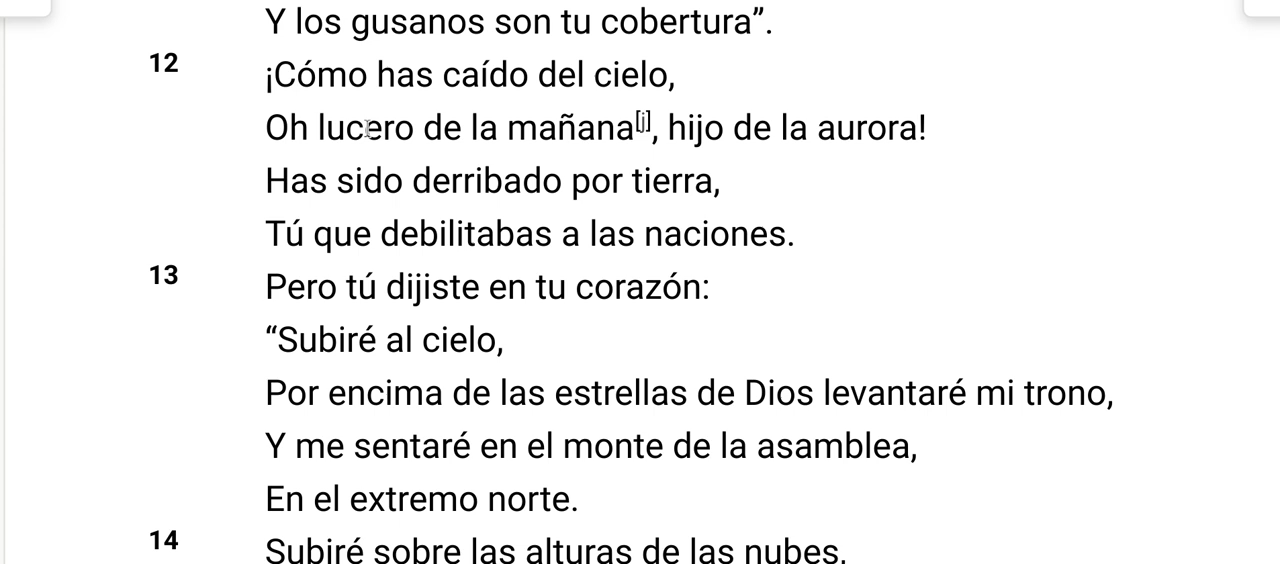 Y los gusanos son tu cobertura”.
12 ¡Cómo has caído del cielo,
Oh lucero de la mañana[j], hijo de la aurora!
Has sido derribado por tierra,
Tú que debilitabas a las naciones.
13 Pero tú dijiste en tu corazón:
“Subiré al cielo,
Por encima de las estrellas de Dios levantaré mi trono,
Y me sentaré en el monte de la asamblea,
En el extremo norte.
14 Subiré sobre las alturas de las nubes,